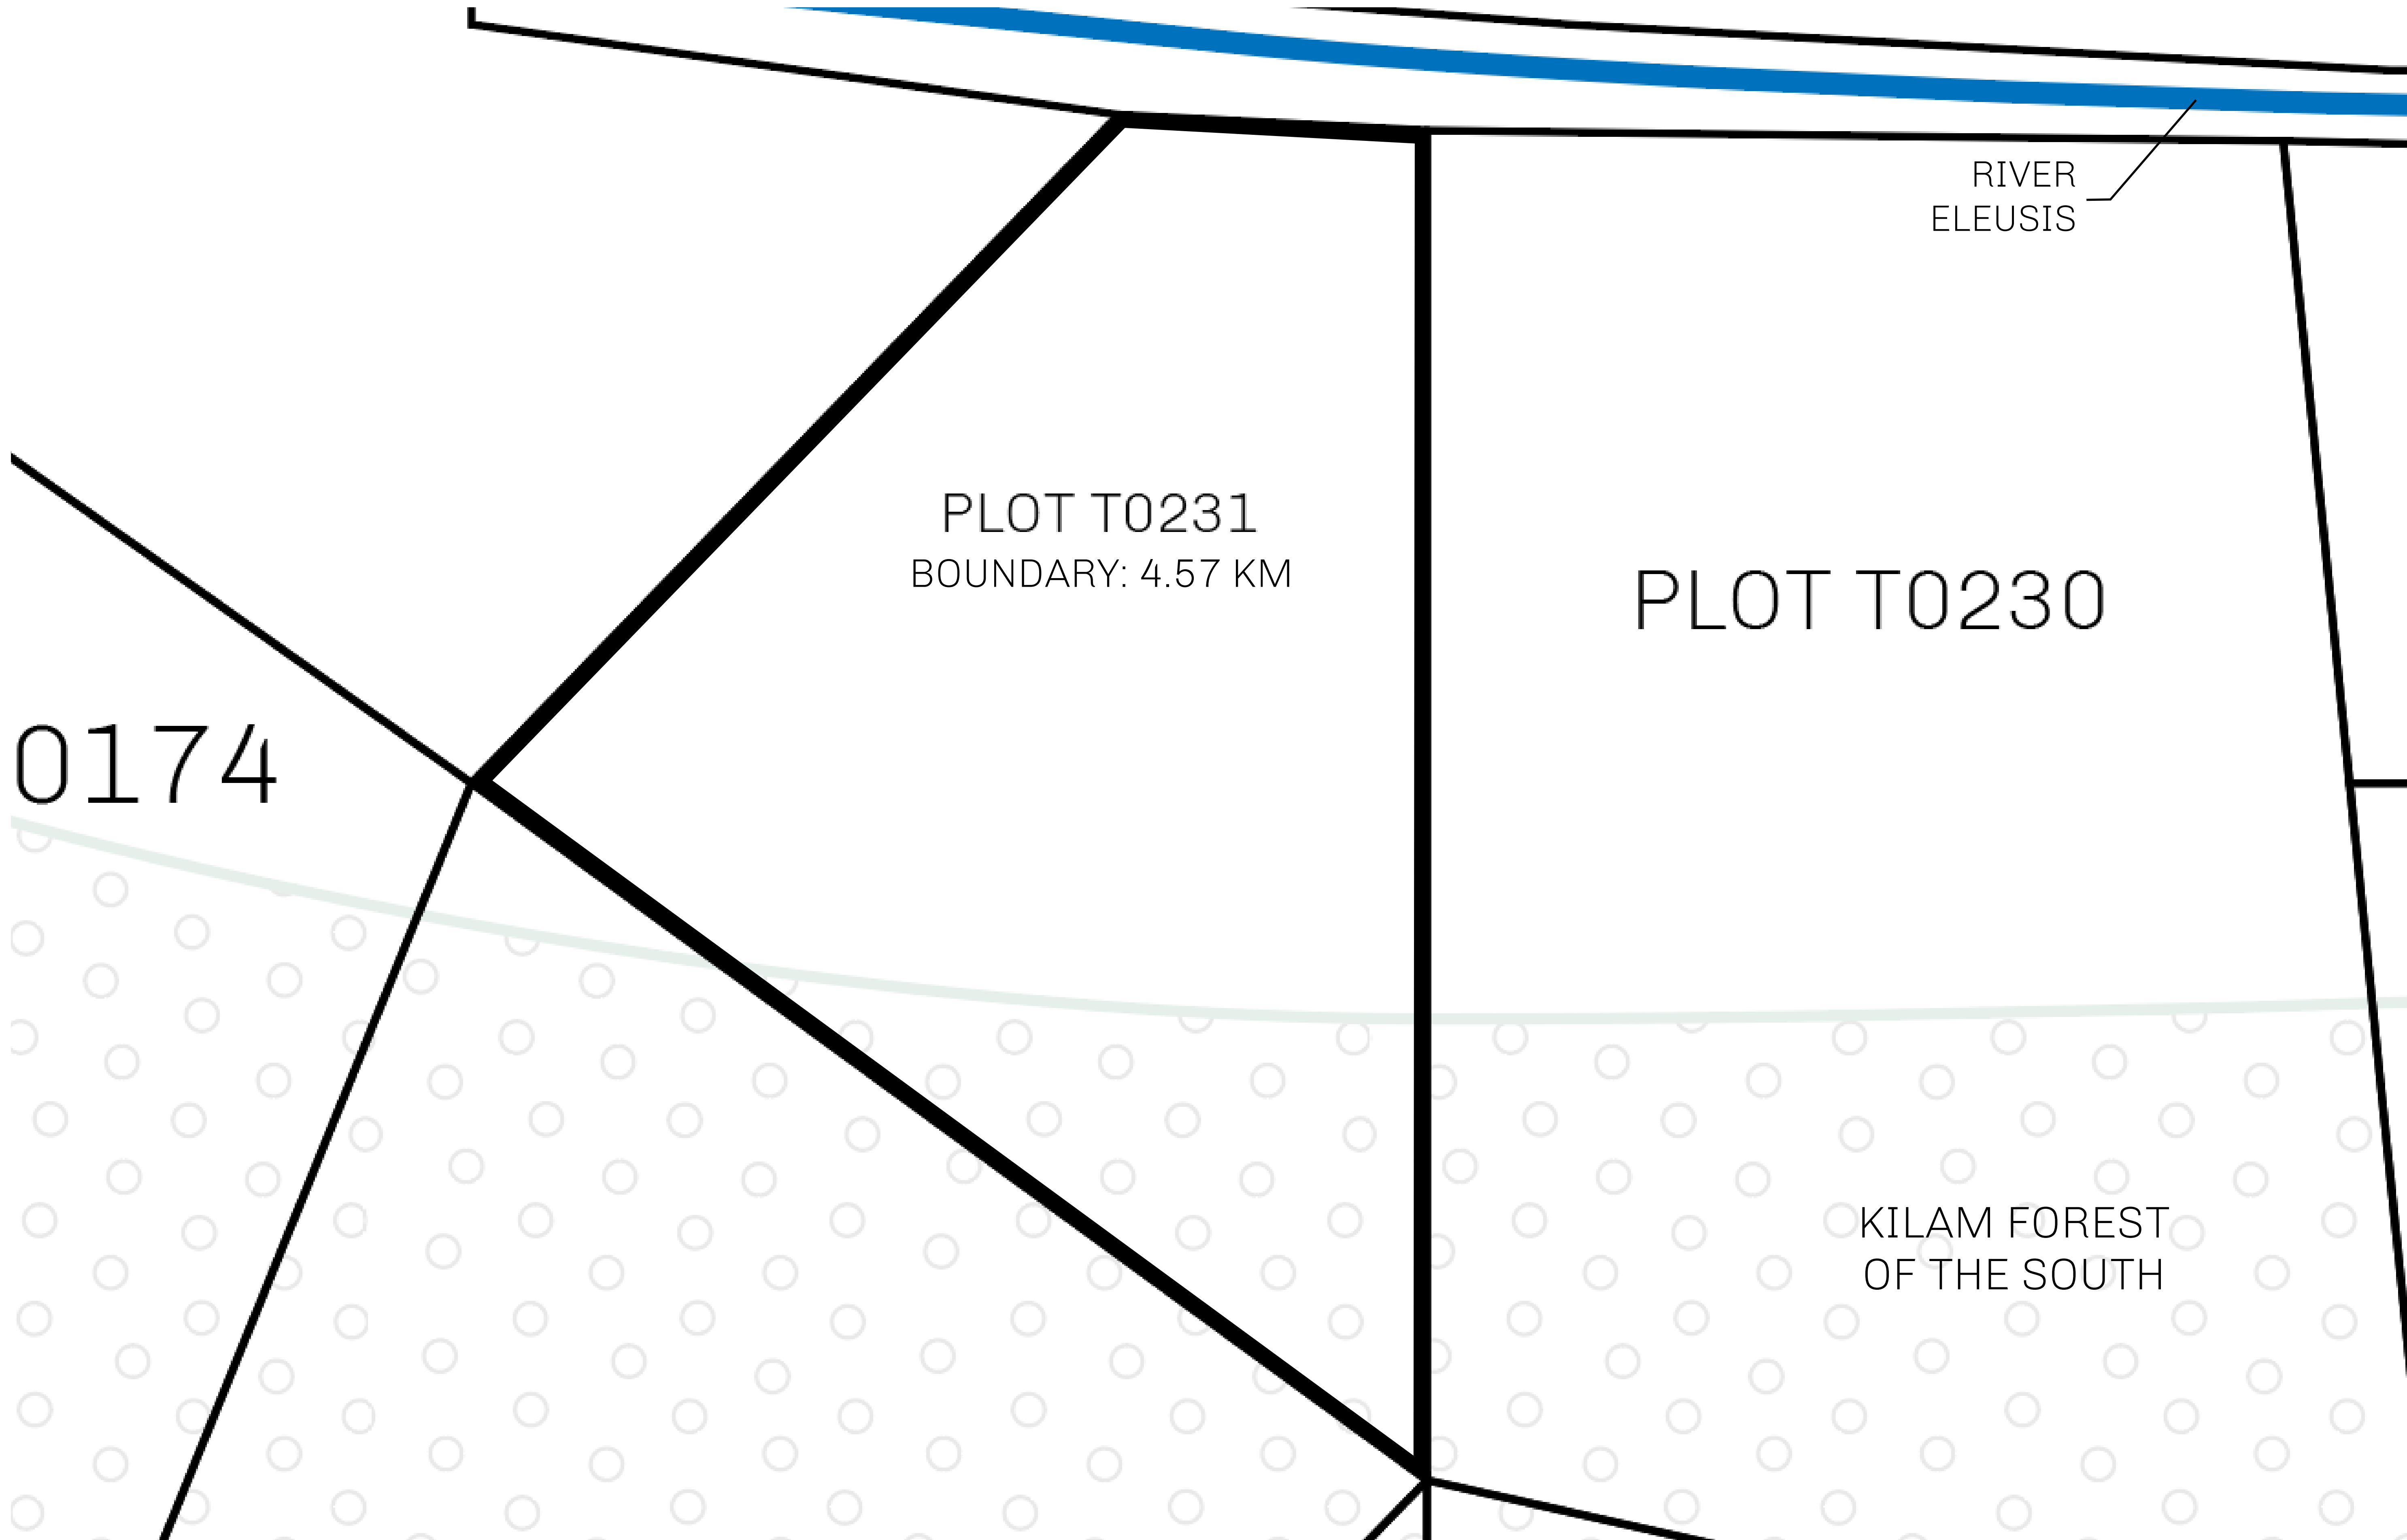 RIVER
ELEUSIS
PLOT T0231
BOUNDARY: 4.57 KM
PLOT T0230
0174
KILAM FOREST
OF THE SOUTH